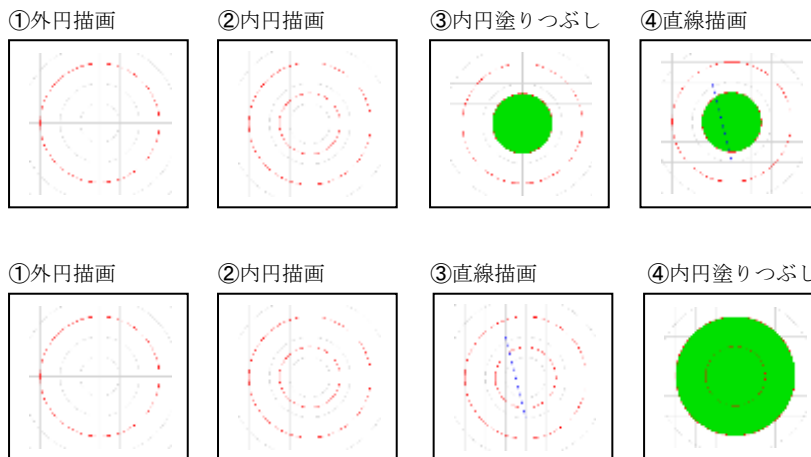 ①外円描画 ②内円描画 ③内円塗りつぶし ④直線描画
①外円描画 ②内円描画 ③直線描画 ④内円塗りつぶし